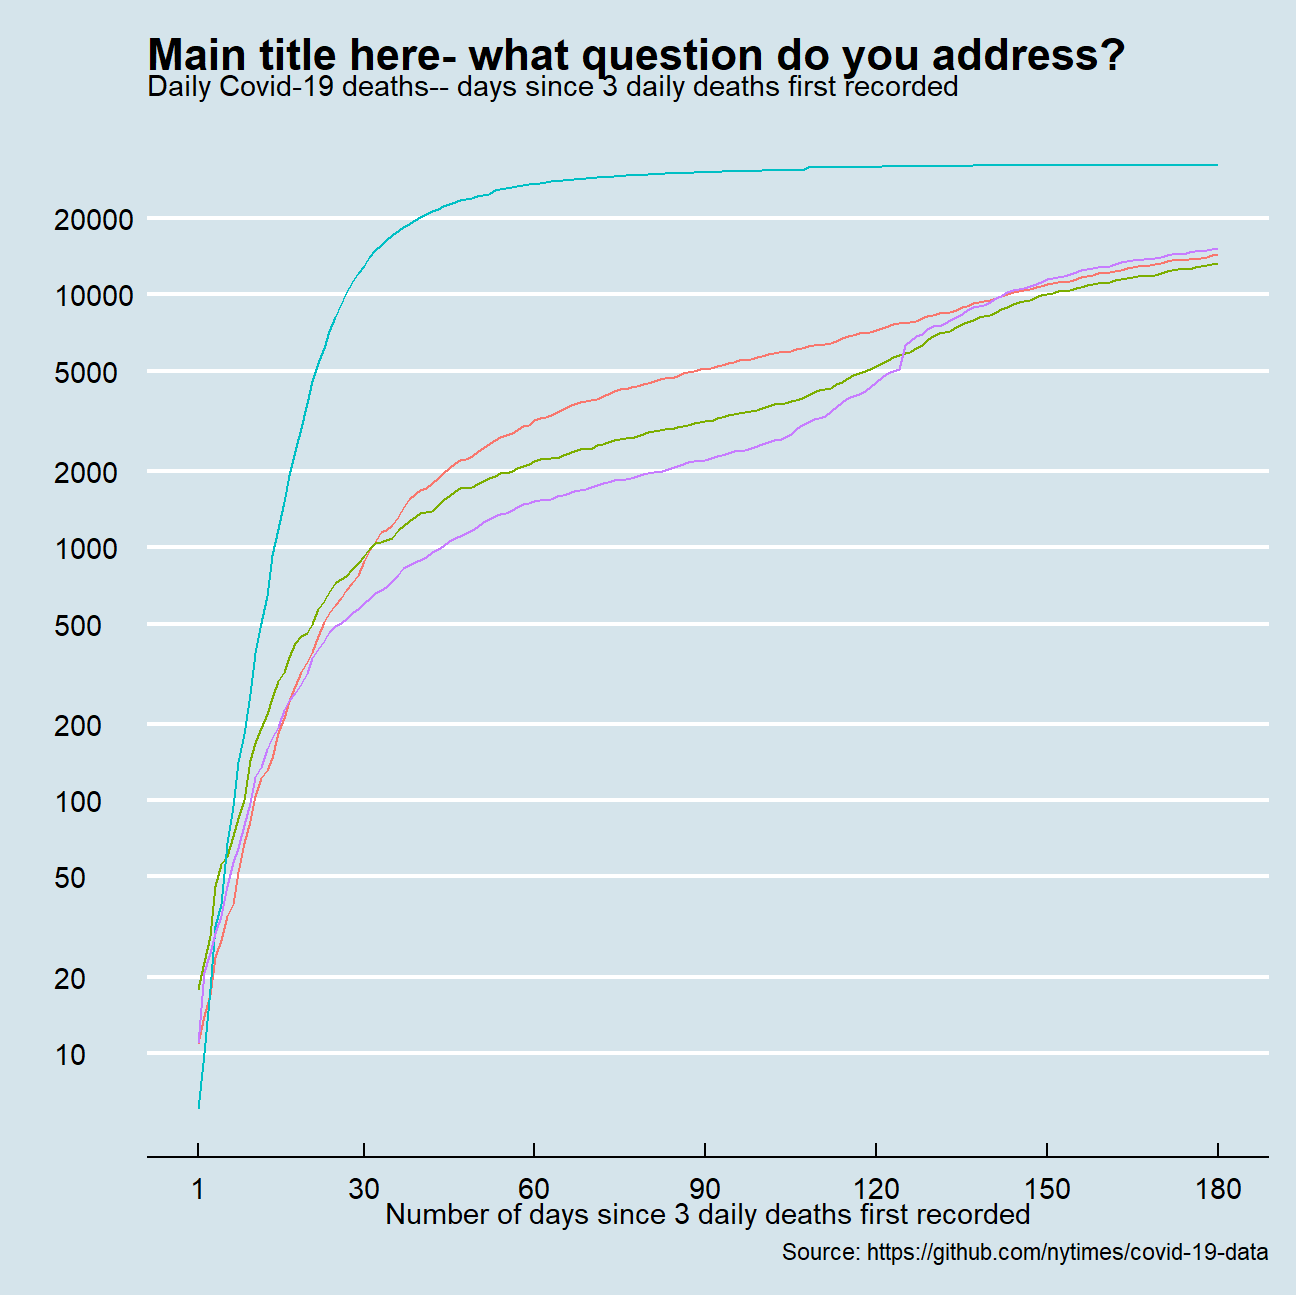 Main title here- what question do you address?
Daily Covid-19 deaths-- days since 3 daily deaths first recorded
20000
10000
5000
2000
1000
500
200
100
50
20
10
1 30 60 90 120 150 180
Number of days since 3 daily deaths first recorded
Source: https://github.com/nytimes/covid-19-data